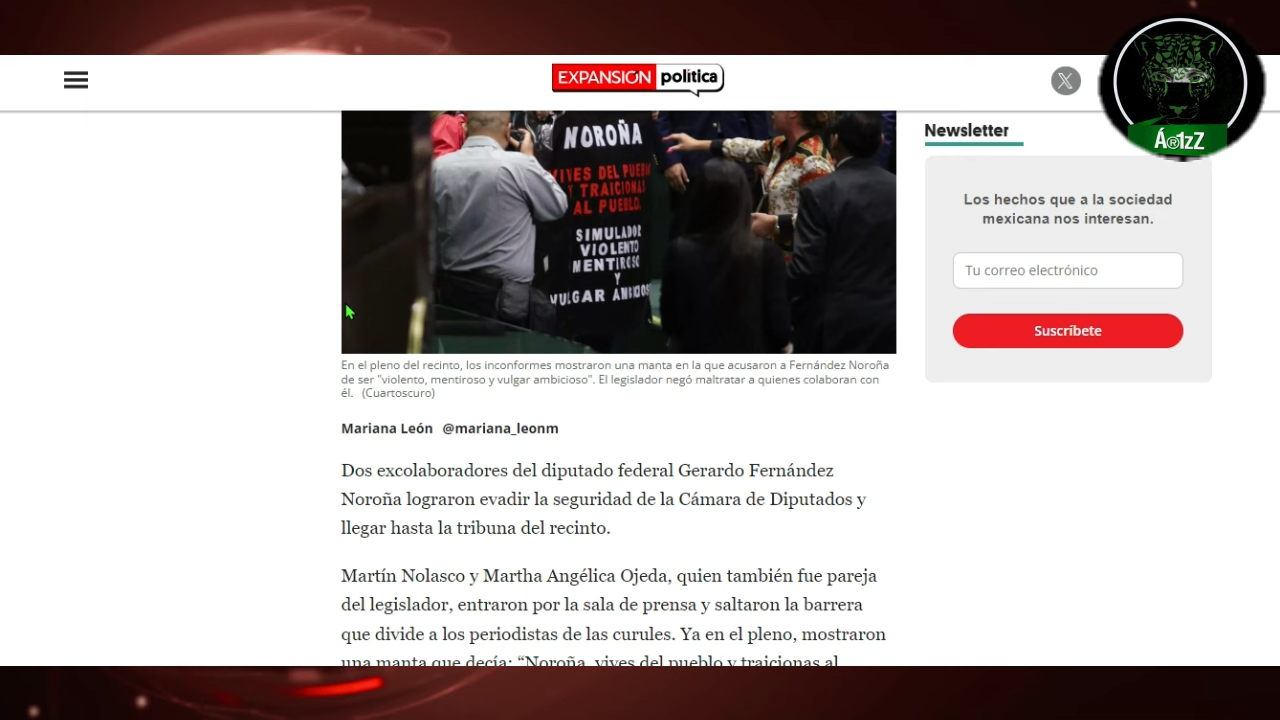 EXPANSIÓN política
X
ÁR1zZ
NOROÑA
VIVES DEL PUEBLO
Y TRAICIONAS
AL PUEBLO.
SIMULADOR
VIOLENTO
MENTIROSO
Y
VULGAR AMBICIOSO
Newsletter
Los hechos que a la sociedad
mexicana nos interesan.
Tu correo electrónico
Suscríbete
En el pleno del recinto, los inconformes mostraron una manta en la que acusaron a Fernández Noroña
de ser "violento, mentiroso y vulgar ambicioso". El legislador negó maltratar a quienes colaboran con
él. (Cuartoscuro)
Mariana León @mariana_leonm
Dos excolaboradores del diputado federal Gerardo Fernández
Noroña lograron evadir la seguridad de la Cámara de Diputados y
llegar hasta la tribuna del recinto.
Martín Nolasco y Martha Angélica Ojeda, quien también fue pareja
del legislador, entraron por la sala de prensa y saltaron la barrera
que divide a los periodistas de las curules. Ya en el pleno, mostraron
una manta que decía: “Noroña, vives del pueblo y traicionas al